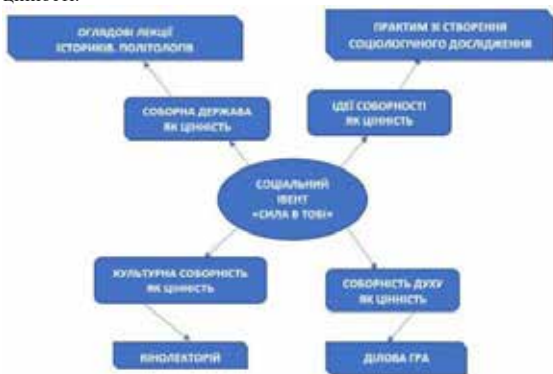 ОГЛЯДОВІ ЛЕКЦІЇ
ІСТОРИКІВ, ПОЛІТОЛОГІВ
ПРАКТИМ ЗІ СТВОРЕННЯ
СОЦІОЛОГІЧНОГО ДОСЛІДЖЕННЯ
СОБОРНА ДЕРЖАВА
ЯК ЦІННІСТЬ
ІДЕЇ СОБОРНОСТІ
ЯК ЦІННІСТЬ
СОЦІАЛЬНИЙ
ІВЕНТ
«СИЛА В ТОБІ»
КУЛЬТУРНА СОБОРНІСТЬ
ЯК ЦІННІСТЬ
СОБОРНІСТЬ ДУХУ
ЯК ЦІННІСТЬ
КІНОЛЕКТОРІЙ
ДІЛОВА ГРА